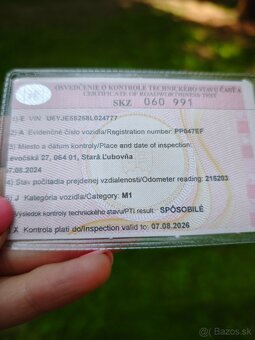 OSVEDČENIE O KONTROLE TECHNICKÉHO STAVU ČASŤ A
CERTIFICATE OF ROADWORTHINESS TEST
SKZ 060 991
1) E VIN U6YJE55258L024727
2) A Evidenčné číslo vozidla/Registration number: PP047EF
3) Miesto a dátum kontroly/Place and date of inspection:
evočská 27, 064 01, Stará Ľubovňa
07.08.2024
4) Stav počítadla prejdenej vzdialenosti/Odometer reading: 215203
5) J Kategória vozidla/Category: M1
Výsledok kontroly technického stavu/PTI result: SPÔSOBILÉ
X Kontrola platí do/Inspection valid to: 07.08.2026
bazos.sk